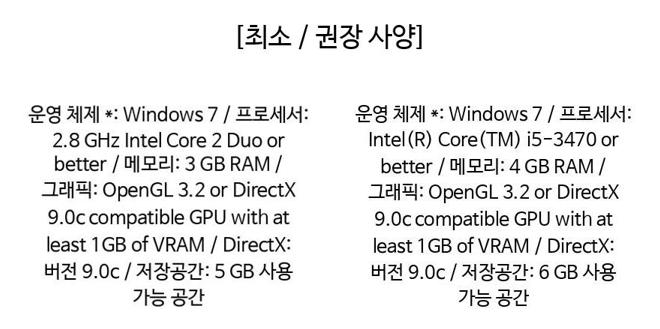 [최소 / 권장 사양]
운영 체제 *: Windows 7 / 프로세서:
2.8 GHz Intel Core 2 Duo or
better / 메모리: 3 GB RAM /
그래픽: OpenGL 3.2 or DirectX
9.0c compatible GPU with at
least 1GB of VRAM / DirectX:
버전 9.0c / 저장공간: 5 GB 사용
가능 공간
운영 체제 *: Windows 7 / 프로세서:
Intel(R) Core(TM) i5-3470 or
better / 메모리: 4 GB RAM /
그래픽: OpenGL 3.2 or DirectX
9.0c compatible GPU with at
least 1GB of VRAM / DirectX:
버전 9.0c / 저장공간: 6 GB 사용
가능 공간